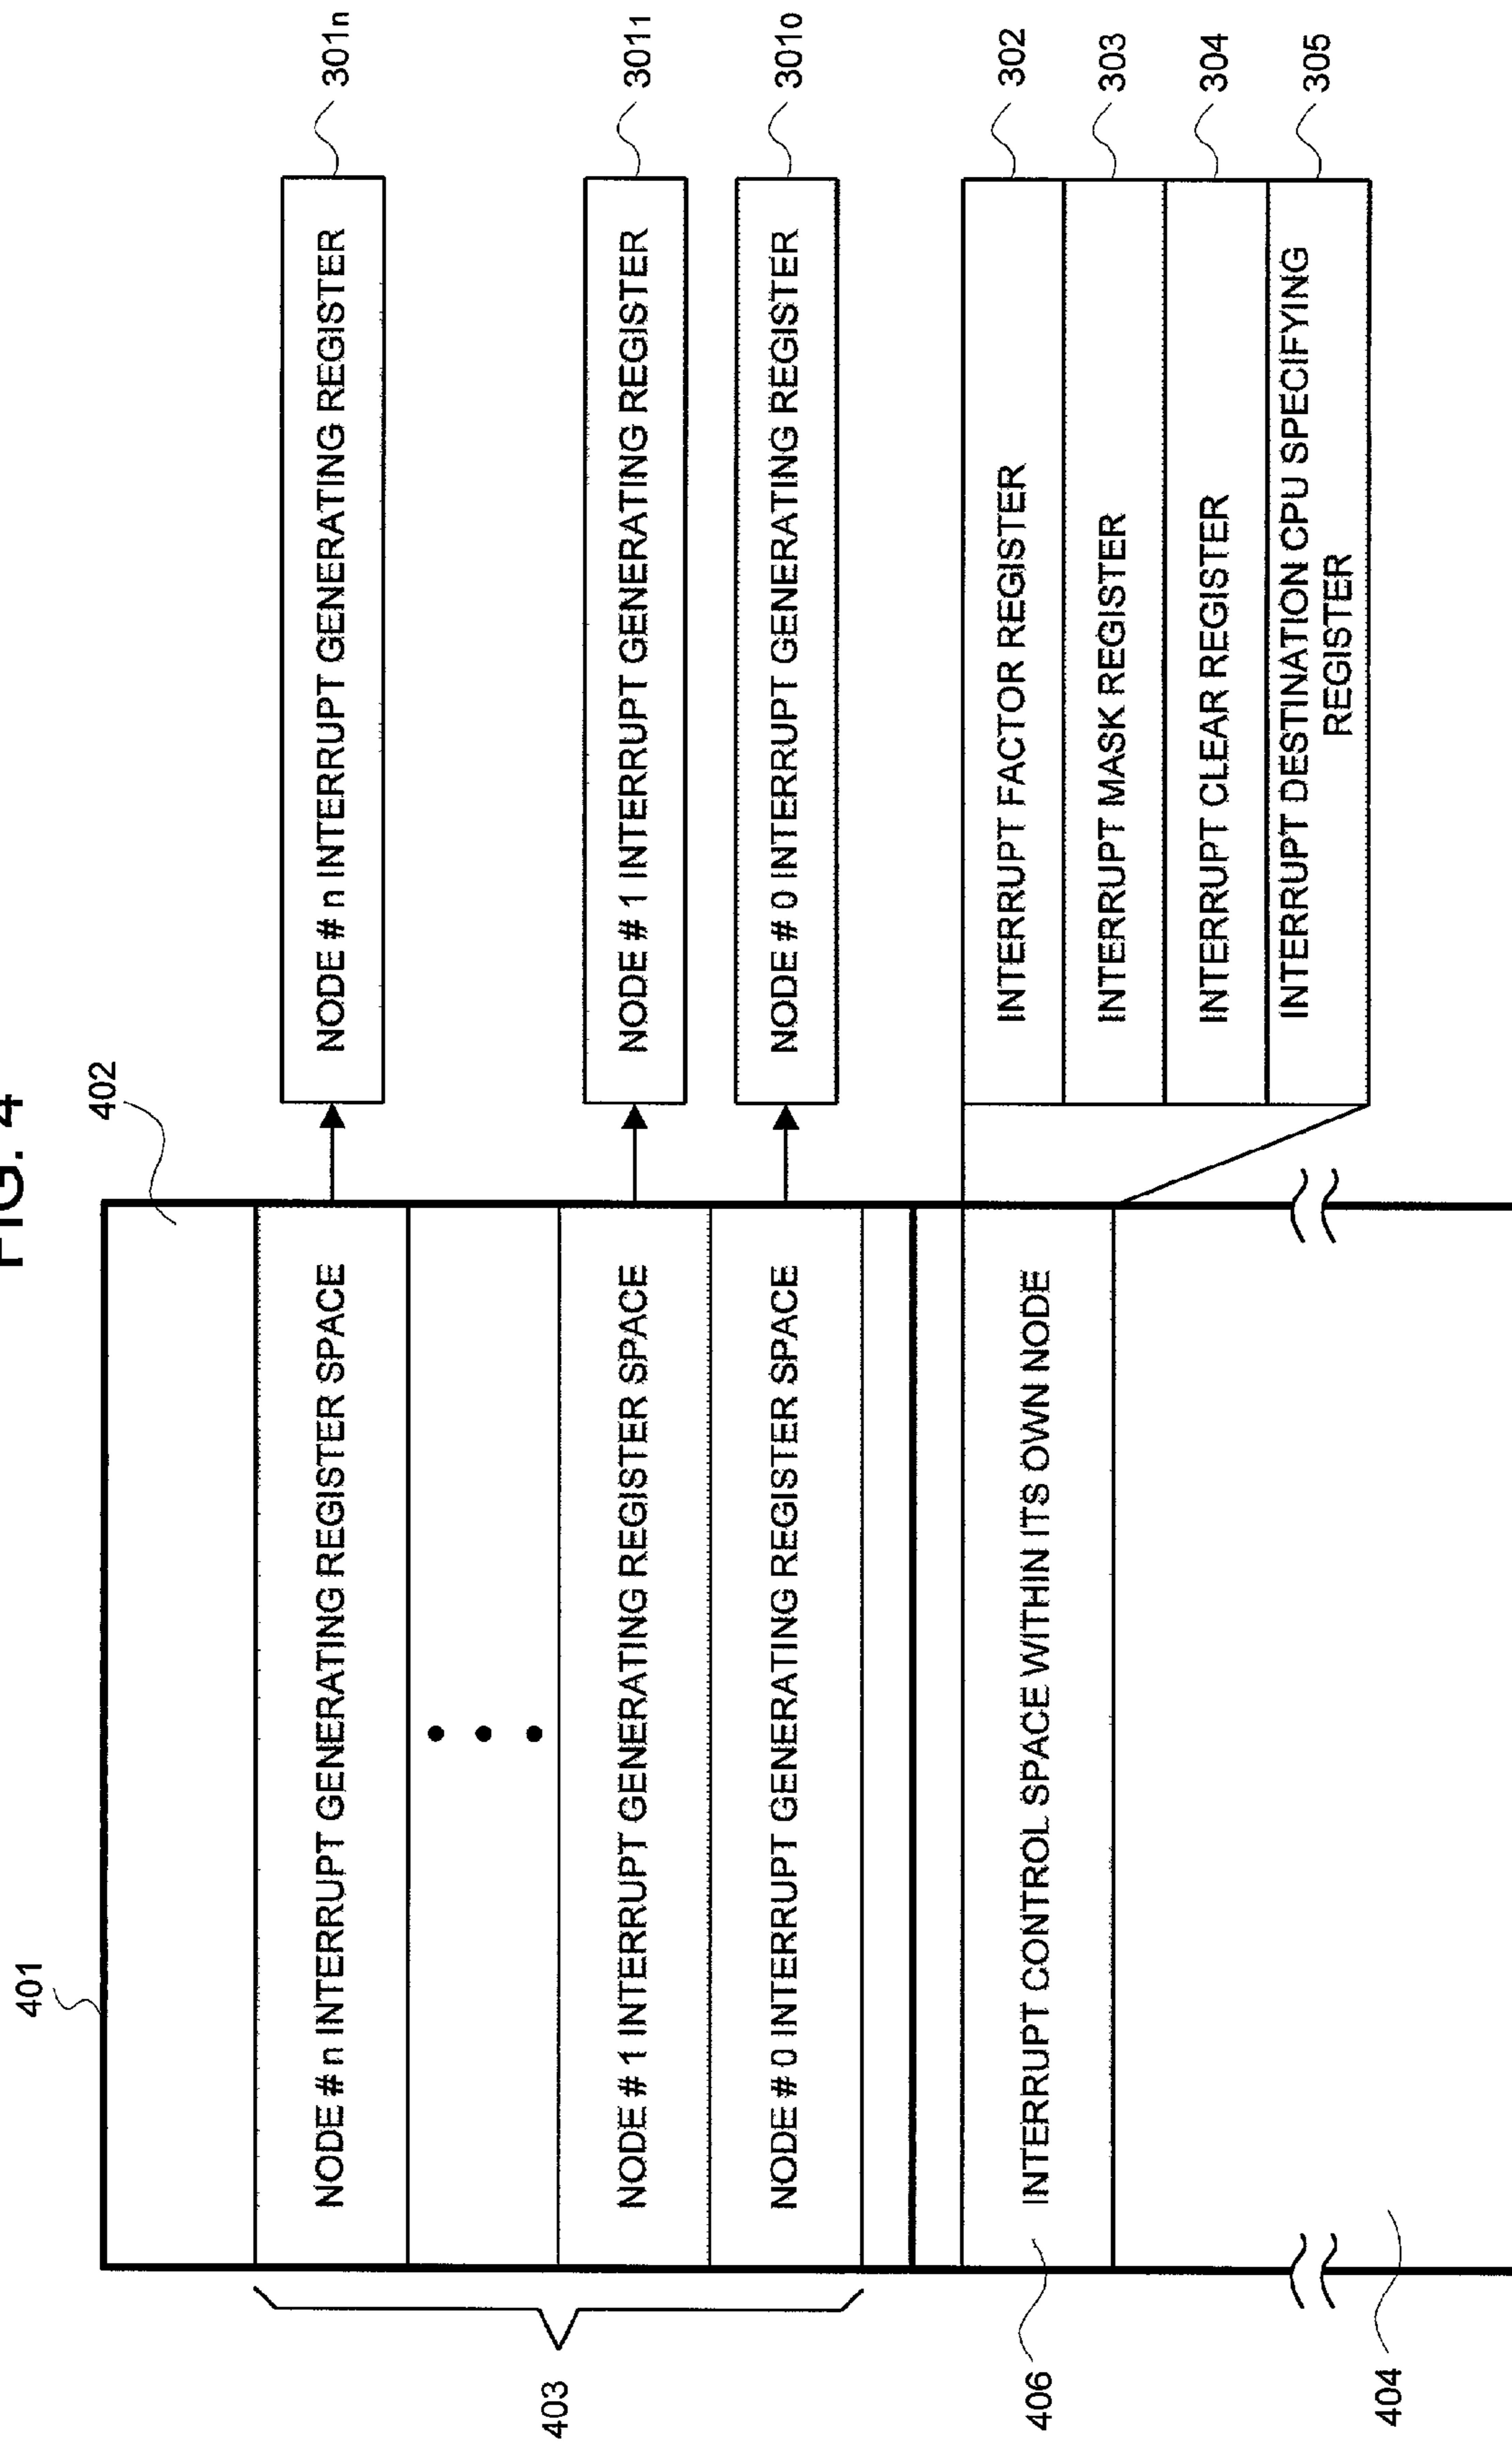 FIG. 4
401
402
NODE # n INTERRUPT GENERATING REGISTER SPACE
NODE # n INTERRUPT GENERATING REGISTER
301n
403
NODE # 1 INTERRUPT GENERATING REGISTER SPACE
NODE # 1 INTERRUPT GENERATING REGISTER
3011
NODE # 0 INTERRUPT GENERATING REGISTER SPACE
NODE # 0 INTERRUPT GENERATING REGISTER
3010
406
INTERRUPT CONTROL SPACE WITHIN ITS OWN NODE
INTERRUPT FACTOR REGISTER
302
INTERRUPT MASK REGISTER
303
INTERRUPT CLEAR REGISTER
304
INTERRUPT DESTINATION CPU SPECIFYING
REGISTER
305
404